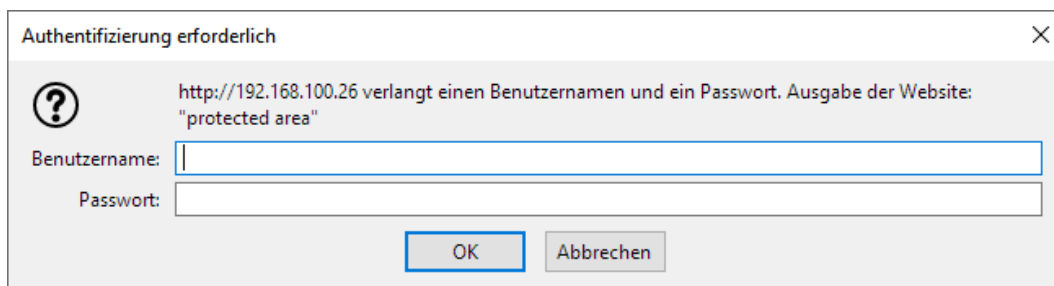 Authentifizierung erforderlich
http://192.168.100.26 verlangt einen Benutzernamen und ein Passwort. Ausgabe der Website:
"protected area"
Benutzername:
Passwort:
OK Abbrechen